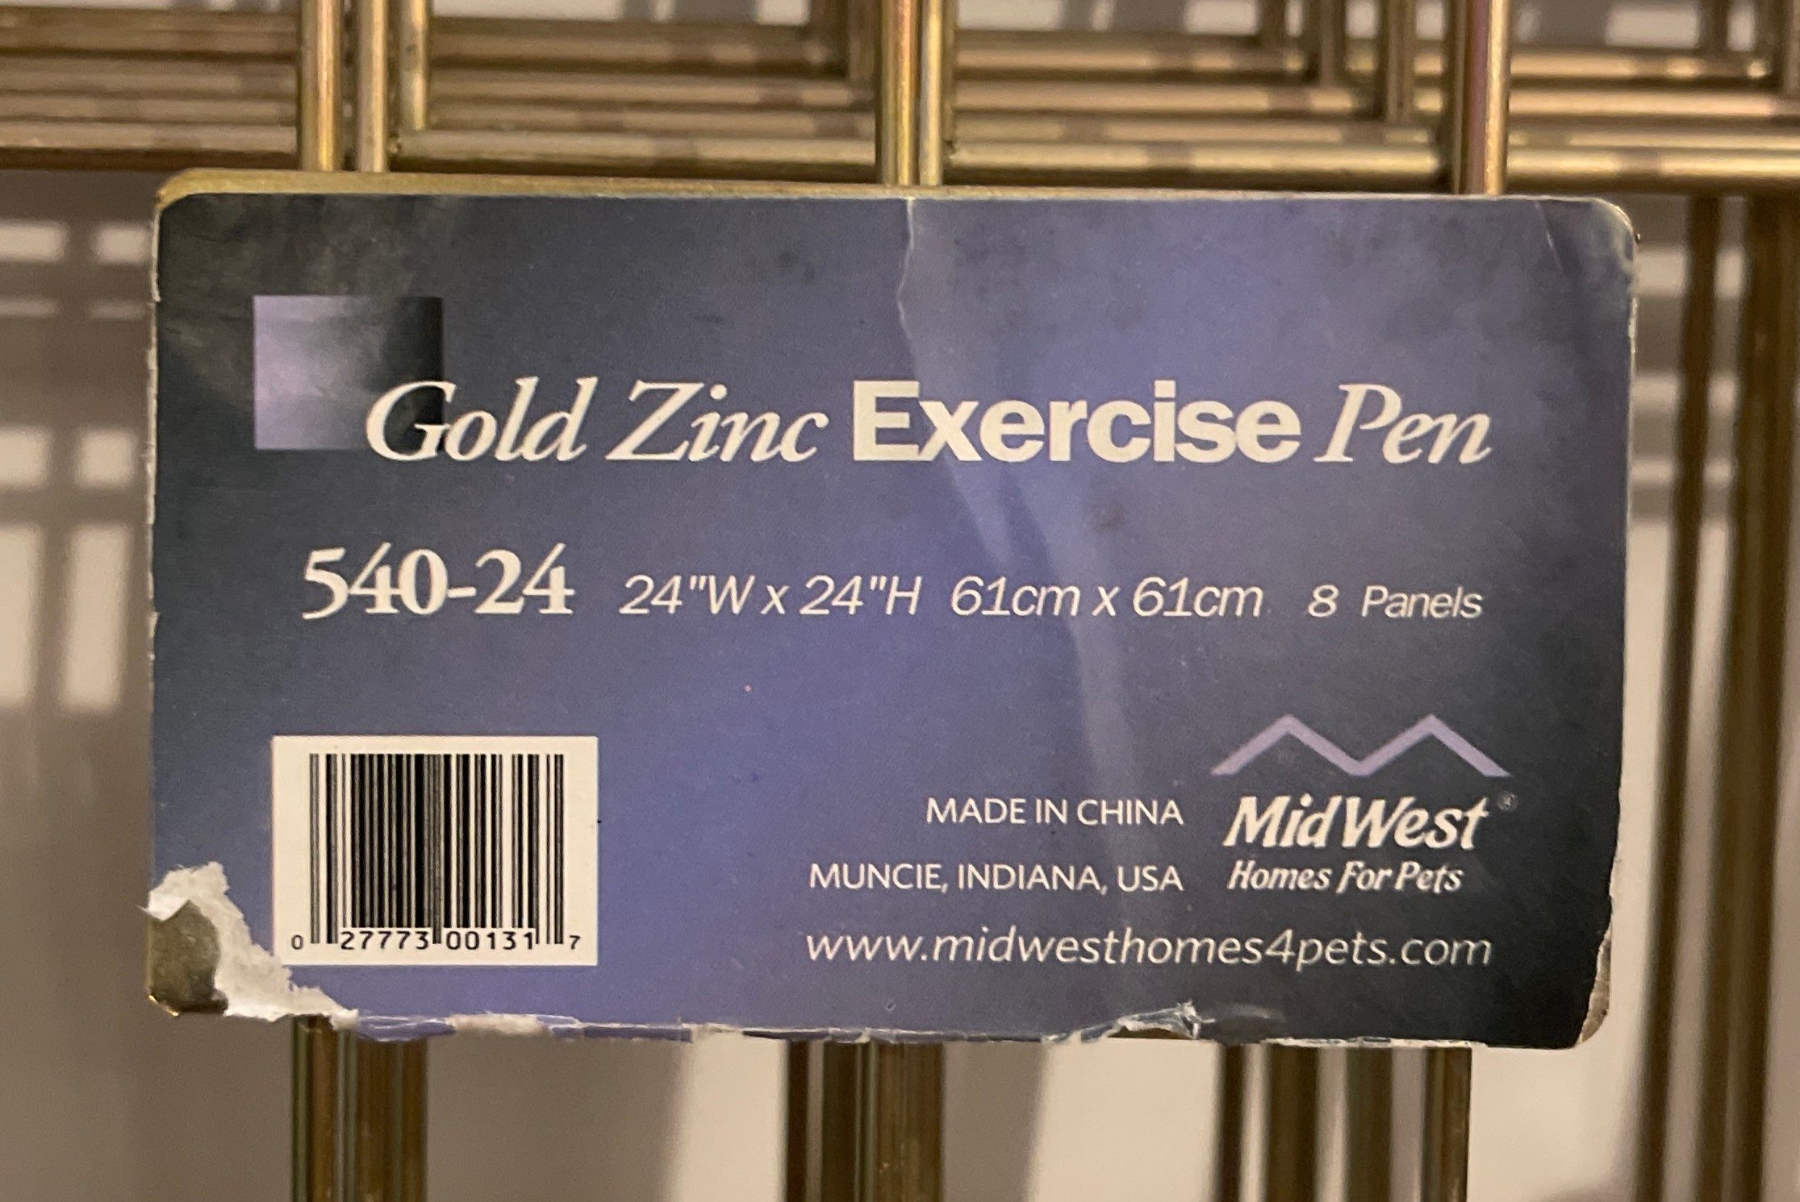 Gold Zinc Exercise Pen
540-24 24"W x 24"H 61cm x 61cm 8 Panels
MADE IN CHINA
MUNCIE, INDIANA, USA
MidWest®
Homes For Pets
www.midwesthomes4pets.com
0 27773 00131 7